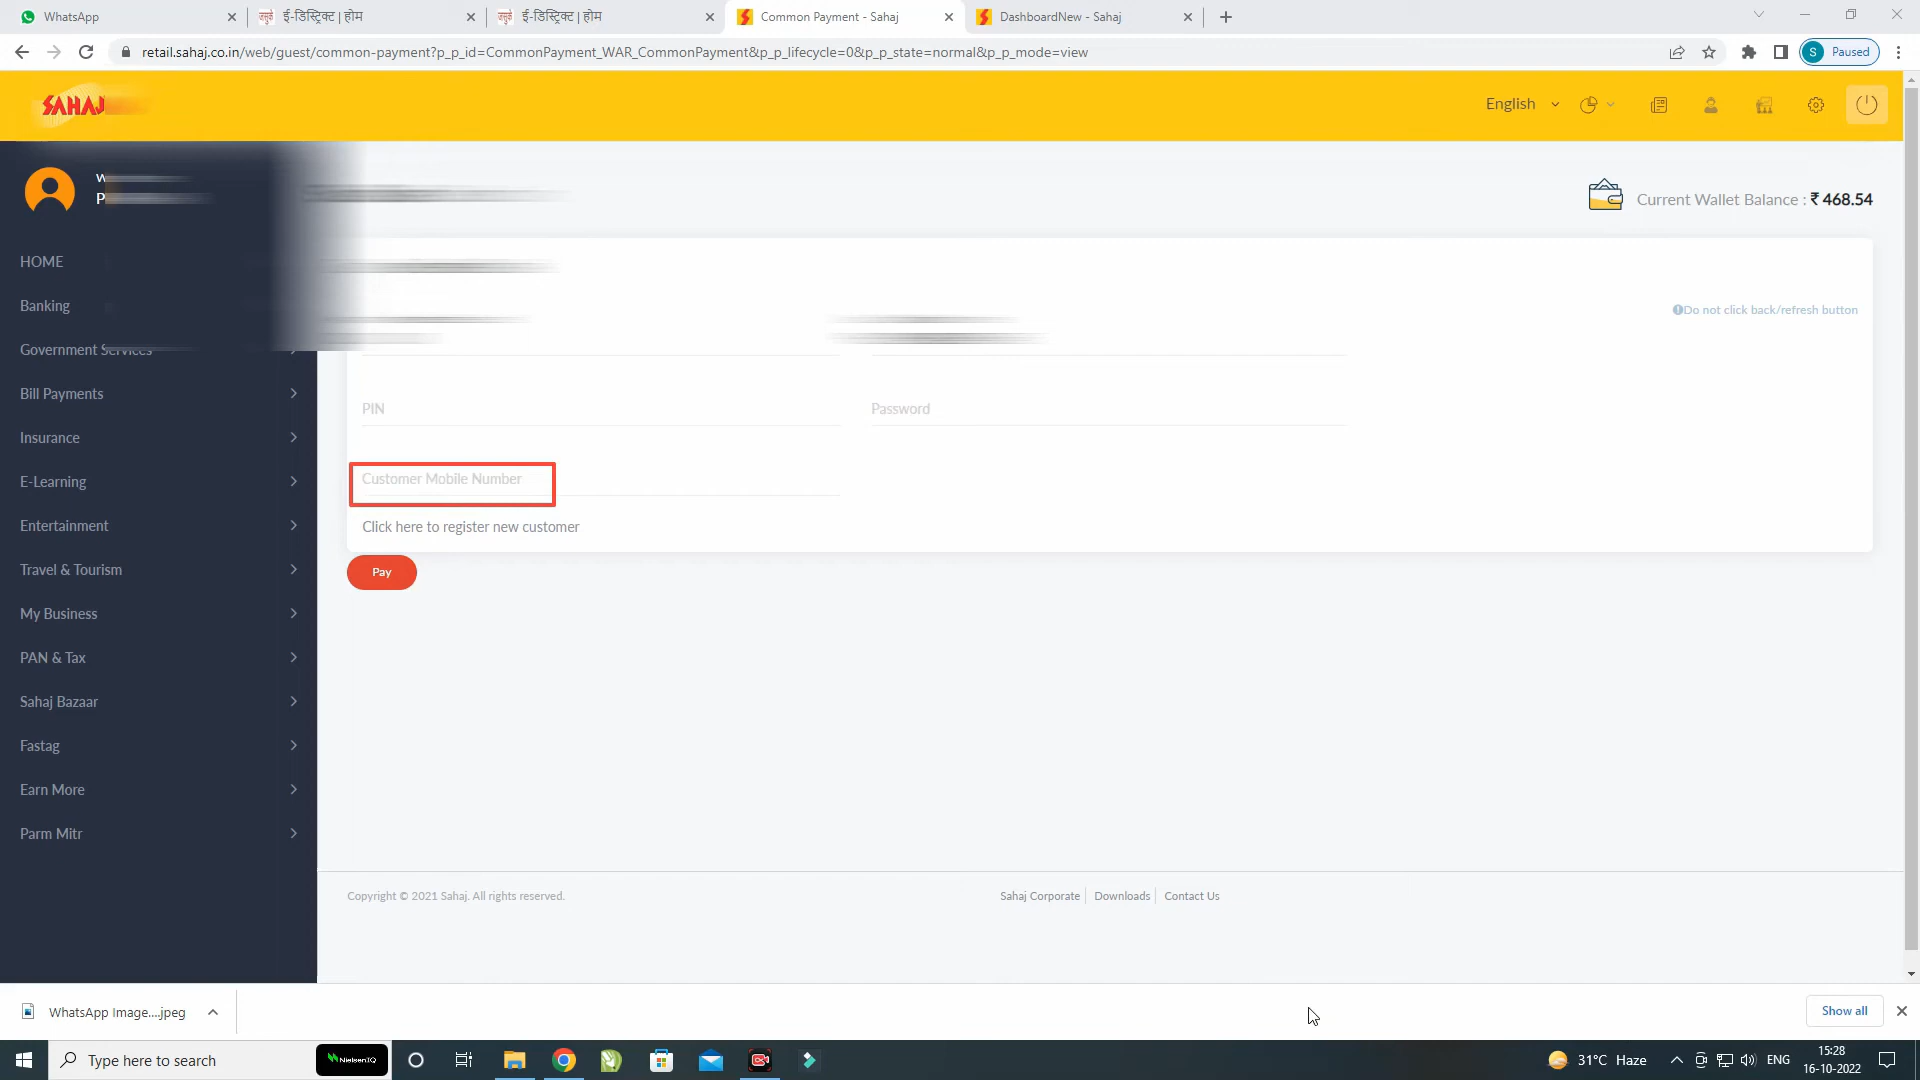 WhatsApp
ई-डिस्ट्रिक्ट | होम
ई-डिस्ट्रिक्ट | होम
Common Payment - Sahaj
DashboardNew - Sahaj
retail.sahaj.co.in/web/guest/common-payment?p_p_id=CommonPayment_WAR_CommonPayment&p_p_lifecycle=0&p_p_state=normal&p_p_mode=view
S Paused
SAHAJ
English
Current Wallet Balance : ₹ 468.54
HOME
Banking
Government Services
Bill Payments
Insurance
E-Learning
Entertainment
Travel & Tourism
My Business
PAN & Tax
Sahaj Bazaar
Fastag
Earn More
Parm Mitr
Do not click back/refresh button
PIN
Password
Customer Mobile Number
Click here to register new customer
Pay
Copyright © 2021 Sahaj. All rights reserved.
Sahaj Corporate
Downloads
Contact Us
WhatsApp Image....jpeg
Show all
Type here to search
NielsenIQ
31°C Haze
ENG
15:28
16-10-2022